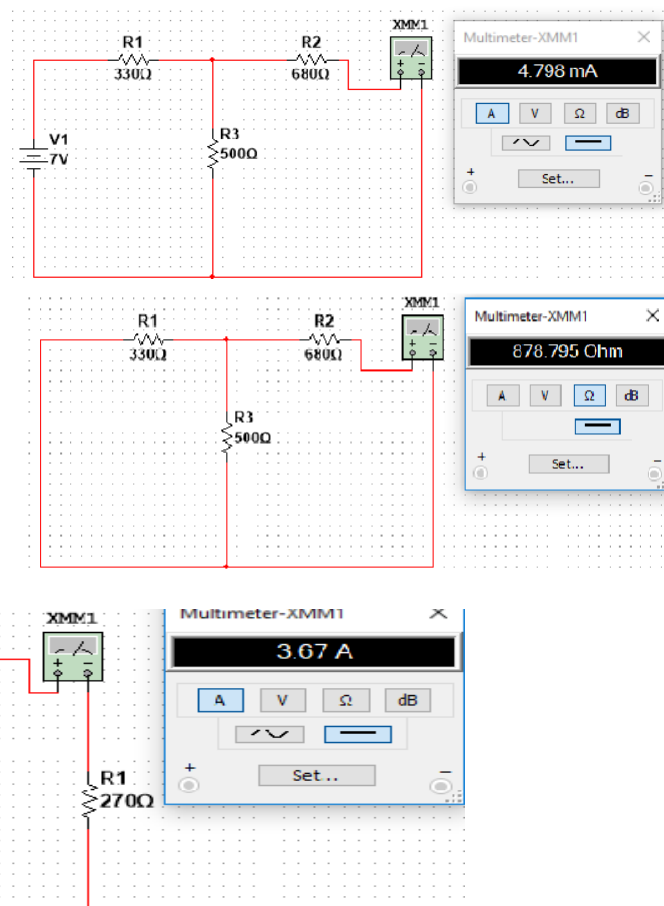 XMM1
R1
R2
330Ω
680Ω
V1
7V
R3
500Ω
Multimeter-XMM1
4.798 mA
A V Ω dB
+ Set... -
XMM1
R1
R2
330Ω
680Ω
R3
500Ω
Multimeter-XMM1
878.795 Ohm
A V Ω dB
+ Set... -
XMM1
+ -
R1
270Ω
Multimeter-XMM1
3.67 A
A V Ω dB
+ Set... -